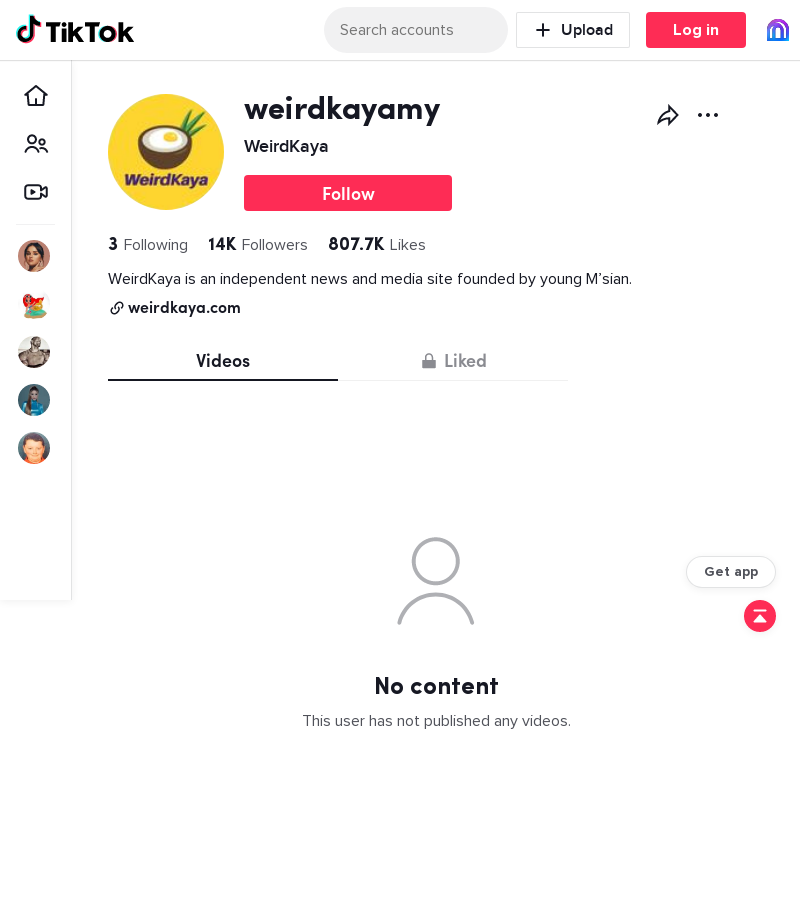 TikTok
Search accounts
Upload
Log in
weirdkayamy
WeirdKaya
WeirdKaya
Follow
3 Following 14K Followers 807.7K Likes
WeirdKaya is an independent news and media site founded by young M’sian.
weirdkaya.com
Videos
Liked
Get app
No content
This user has not published any videos.